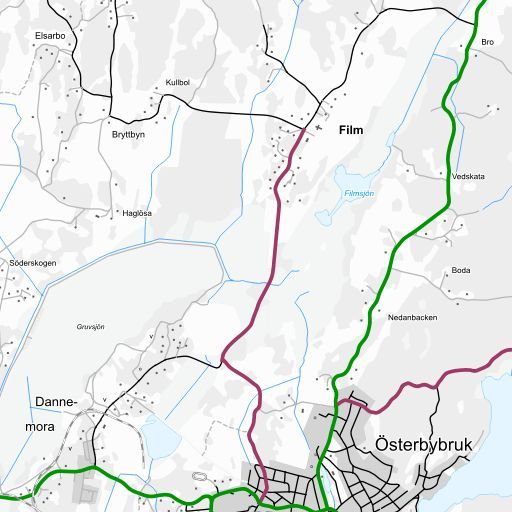 Elsarbo
Bro
Kullbol
Bryttbyn
Film
Vedskata
Filmsjön
Haglösa
Söderskogen
Boda
Gruvsjön
Nedanbacken
Danne-
mora
Österbybruk